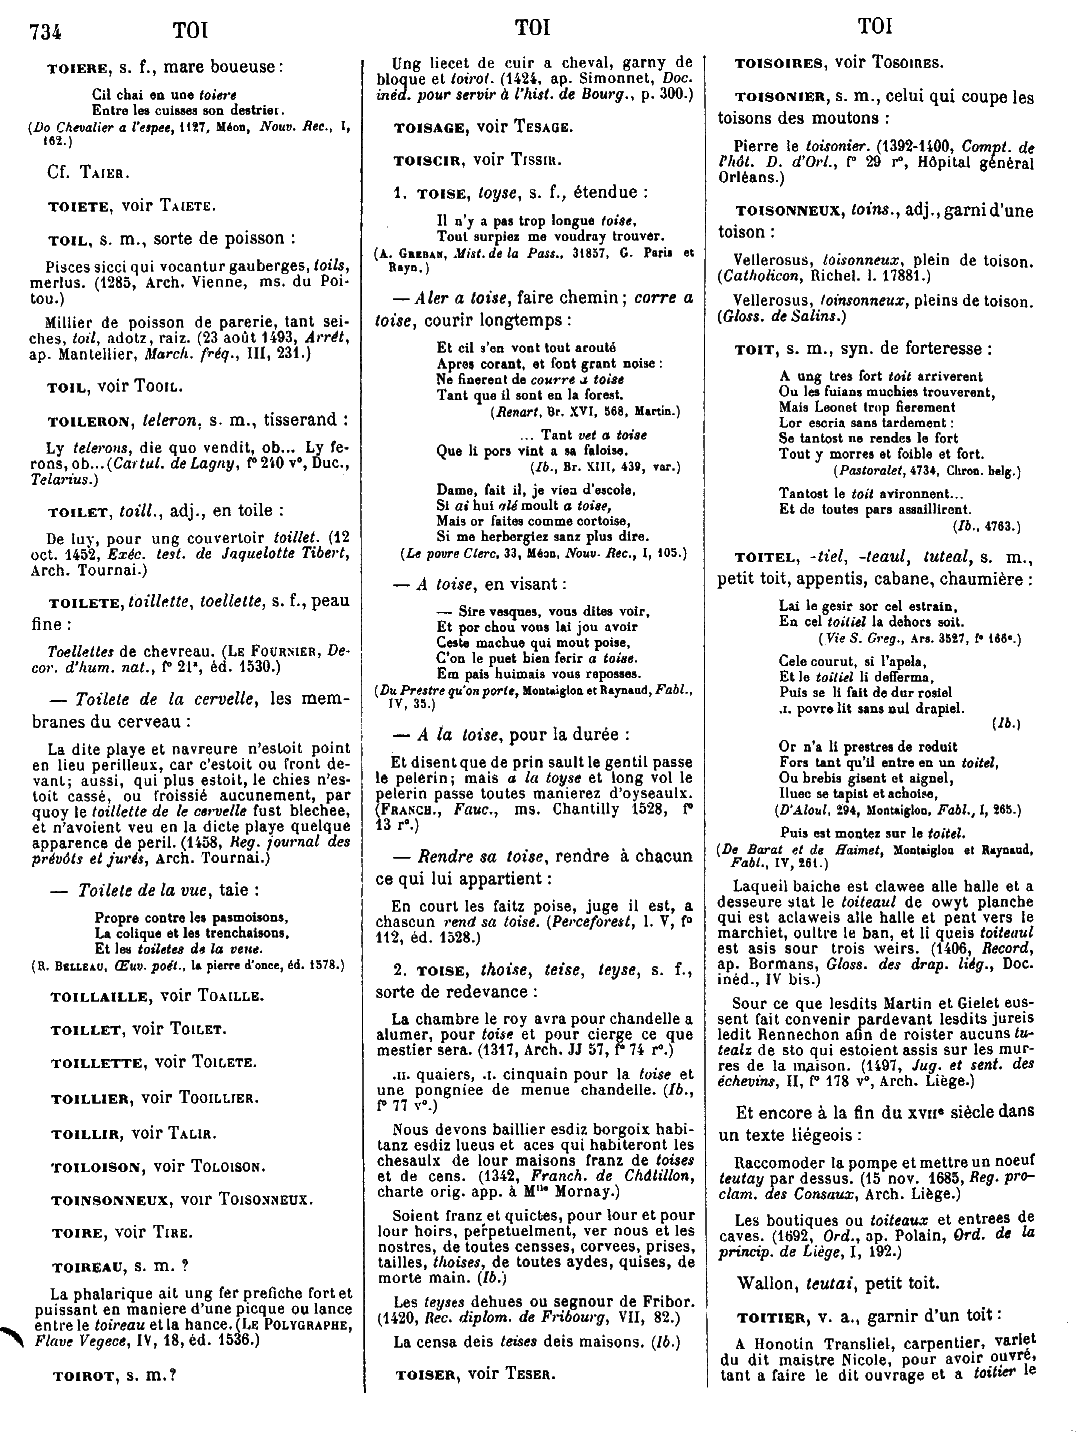 734 TOI TOI TOI
TOIERE, s. f., mare boueuse :
Cil chai en une toiere
Entre les cuisses son destrier.
(Do Chevalier a l'espee, 1127, Méon, Nouv. Rec., I,
162.)
Cf. TAIER.
TOIETE, voir TAIETE.
TOIL, s. m., sorte de poisson :
Pisces sicci qui vocantur gauberges, toils,
merlus. (1285, Arch. Vienne, ms. du Poi-
tou.)
Millier de poisson de parerie, tant sei-
ches, toil, adotz, raiz. (23 août 1493, Arrêt,
ap. Mantellier, March. fréq., III, 231.)
TOIL, voir TOOIL.
TOILERON, teleron, s. m., tisserand :
Ly telerons, die quo vendit, ob... Ly fe-
rons, ob...(Cartul. de Lagny, f° 240 v°, Duc.,
Telarius.)
TOILET, toill., adj., en toile :
De luy, pour ung couvertoir toillet. (12
oct. 1452, Exéc. test. de Jaquelotte Tibert,
Arch. Tournai.)
TOILETE, toillette, toellette, s. f., peau
fine :
Toellettes de chevreau. (LE FOURNIER, De-
cor. d'hum. nat., f° 21ª, éd. 1530.)
— Toilete de la cervelle, les mem-
branes du cerveau :
La dite playe et navreure n'estoit point
en lieu perilleux, car c'estoit ou front de-
vant; aussi, qui plus estoit, le chies n'es-
toit cassé, ou froissié aucunement, par
quoy le toillette de le cervelle fust blechee,
et n'avoient veu en la dicte playe quelque
apparence de peril. (1458, Reg. journal des
prévôts et jurés, Arch. Tournai.)
— Toilete de la vue, taie :
Propre contre les pasmoisons,
La colique et les trenchaisons,
Et les toiletes de la veue.
(R. BELLEAU, Œuv. poét., la pierre d'once, éd. 1578.)
TOILLAILLE, voir TOAILLE.
TOILLET, voir TOILET.
TOILLETTE, voir TOILETE.
TOILLIER, voir TOOILLIER.
TOILLIR, voir TALIR.
TOILOISON, voir TOLOISON.
TOINSONNEUX, voir TOISONNEUX.
TOIRE, voir TIRE.
TOIREAU, s. m. ?
La phalarique ait ung fer prefiche fort et
puissant en maniere d'une picque ou lance
entre le toireau et la hance. (LE POLYGRAPHE,
Flave Vegece, IV, 18, éd. 1536.)
TOIROT, s. m.?
Ung liecet de cuir a cheval, garny de
bloque et toirot. (1424, ap. Simonnet, Doc.
inéd. pour servir à l'hist. de Bourg., p. 300.)
TOISAGE, voir TESAGE.
TOISCIR, voir TISSIR.
1. TOISE, toyse, s. f., étendue :
Il n'y a pas trop longue toise,
Tout surpiez me voudray trouver.
(A. GREBAN, Mist. de la Pass., 31857, G. Paris et
Rayn.)
— Aler a toise, faire chemin ; corre a
toise, courir longtemps :
Et cil s'en vont tout arouté
Apres corant, et font grant noise :
Ne finerent de courre a toise
Tant que il sont en la forest.
(Renart, Br. XVI, 568, Martin.)
... Tant vet a toise
Que li pors vint a sa faloise.
(Ib., Br. XIII, 439, var.)
Dame, fait il, je vien d'escole,
Si ai hui alé moult a toise,
Mais or faites comme cortoise,
Si me herbergiez sanz plus dire.
(Le povre Clerc, 33, Méon, Nouv. Rec., I, 105.)
— A toise, en visant :
— Sire vesques, vous dites voir,
Et por chou vous lai jou avoir
Ceste machue qui mout poise,
C'on le puet bien ferir a toise.
Em pais huimais vous reposses.
(Du Prestre qu'on porte, Montaiglon et Raynaud, Fabl.,
IV, 35.)
— A la toise, pour la durée :
Et disent que de prin sault le gentil passe
le pelerin; mais a la toyse et long vol le
pelerin passe toutes manierez d'oyseaulx.
(FRANCH., Fauc., ms. Chantilly 1528, f°
13 r°.)
— Rendre sa toise, rendre à chacun
ce qui lui appartient :
En court les faitz poise, juge il est, a
chascun rend sa toise. (Perceforest, l. V, f°
112, éd. 1528.)
2. TOISE, thoise, teise, teyse, s. f.,
sorte de redevance :
La chambre le roy avra pour chandelle a
alumer, pour toise et pour cierge ce que
mestier sera. (1317, Arch. JJ 57, f° 74 r°.)
.II. quaiers, .I. cinquain pour la toise et
une pongniee de menue chandelle. (Ib.,
f° 77 v°.)
Nous devons baillier esdiz borgoix habi-
tanz esdiz lueus et aces qui habiteront les
chesaulx de lour maisons franz de toises
et de cens. (1342, Franch. de Châtillon,
charte orig. app. à Mlle Mornay.)
Soient franz et quictes, pour lour et pour
lour hoirs, perpetuelment, ver nous et les
nostres, de toutes censses, corvees, prises,
tailles, thoises, de toutes aydes, quises, de
morte main. (Ib.)
Les teyses dehues ou segnour de Fribor.
(1420, Rec. diplom. de Fribourg, VII, 82.)
La censa deis teises deis maisons. (Ib.)
TOISER, voir TESER.
TOISOIRES, voir TOSOIRES.
TOISONIER, s. m., celui qui coupe les
toisons des moutons :
Pierre le toisonier. (1392-1400, Compt. de
l'hôt. D. d'Orl., f° 29 r°, Hôpital général
Orléans.)
TOISONNEUX, toins., adj., garni d'une
toison :
Vellerosus, toisonneux, plein de toison.
(Catholicon, Richel. l. 17881.)
Vellerosus, toinsonneux, pleins de toison.
(Gloss. de Salins.)
TOIT, s. m., syn. de forteresse :
A ung tres fort toit arriverent
Ou les fuians muchies trouverent,
Mais Leonet trop fierement
Lor escria sans tardement :
Se tantost ne rendes le fort
Tout y morres et foible et fort.
(Pastoralet, 4734, Chron. belg.)
Tantost le toit avironnent...
Et de toutes pars assaillirent.
(Ib., 4763.)
TOITEL, -tiel, -teaul, tuteal, s. m.,
petit toit, appentis, cabane, chaumière :
Lai le gesir sor cel estrain,
En cel toitiel la dehors soit.
(Vie S. Greg., Ars. 3527, f° 166ᵉ.)
Cele courut, si l'apela,
Et le toitiel li defferma,
Puis se li fait de dur rosiel
.I. povre lit sans nul drapiel.
(Ib.)
Or n'a li prestres de reduit
Fors tant qu'il entre en un toitel,
Ou brebis gisent et aignel,
Iluec se tapist et achoise,
(D'Aloul, 294, Montaiglon, Fabl., I, 265.)
Puis est montez sur le toitel.
(De Barat et de Haimet, Montaiglon et Raynaud,
Fabl., IV, 261.)
Laqueil baiche est clawee alle halle et a
desseure stat le toiteaul de owyt planche
qui est aclaweis alle halle et pent vers le
marchiet, oultre le ban, et li queis toiteaul
est asis sour trois weirs. (1406, Record,
ap. Bormans, Gloss. des drap. liég., Doc.
inéd., IV bis.)
Sour ce que lesdits Martin et Gielet eus-
sent fait convenir pardevant lesdits jureis
ledit Rennechon afin de roister aucuns tu-
tealz de sto qui estoient assis sur les mur-
res de la maison. (1497, Jug. et sent. des
échevins, II, f° 178 v°, Arch. Liège.)
Et encore à la fin du XVIIe siècle dans
un texte liégeois :
Raccomoder la pompe et mettre un noeuf
teutay par dessus. (15 nov. 1685, Reg. pro-
clam. des Consaux, Arch. Liège.)
Les boutiques ou toiteaux et entrees de
caves. (1692, Ord., ap. Polain, Ord. de la
princip. de Liège, I, 192.)
Wallon, teutai, petit toit.
TOITIER, v. a., garnir d'un toit :
A Honotin Transliel, carpentier, varlet
du dit maistre Nicole, pour avoir ouvré,
tant a faire le dit ouvrage et a toitier le